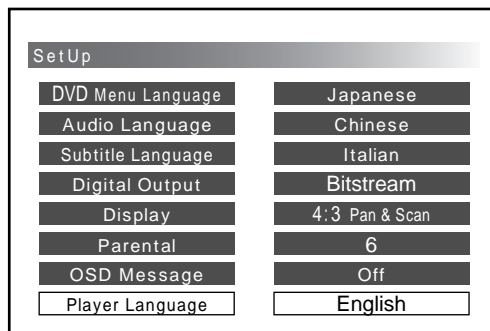 SetUp
DVD Menu Language Japanese
Audio Language Chinese
Subtitle Language Italian
Digital Output Bitstream
Display 4:3 Pan & Scan
Parental 6
OSD Message Off
Player Language English